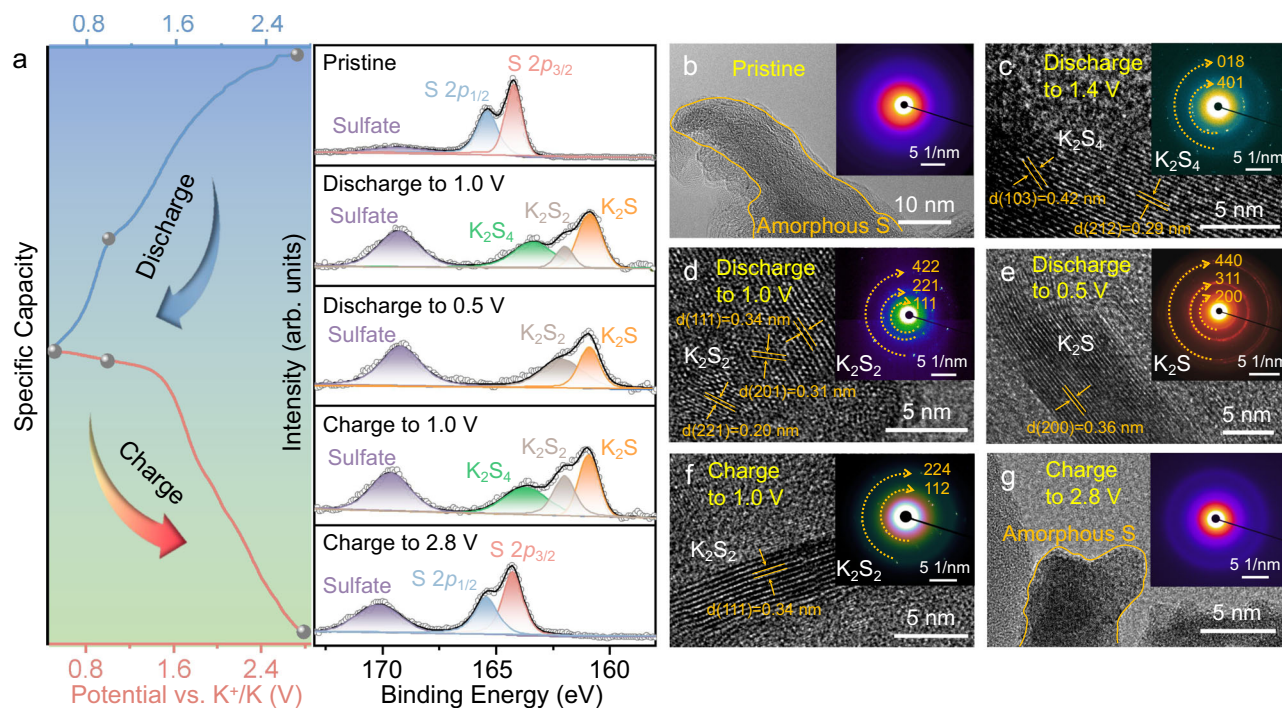 a
0.8 1.6 2.4
Specific Capacity
Discharge
Charge
0.8 1.6 2.4
Potential vs. K⁺/K (V)
Intensity (arb. units)
Pristine
S 2p₃/₂
S 2p₁/₂
Sulfate
Discharge to 1.0 V
Sulfate
K₂S₄
K₂S₂
K₂S
Discharge to 0.5 V
Sulfate
K₂S₂
K₂S
Charge to 1.0 V
Sulfate
K₂S₄
K₂S₂
K₂S
Charge to 2.8 V
S 2p₃/₂
S 2p₁/₂
Sulfate
170 165 160
Binding Energy (eV)
b
Pristine
5 1/nm
10 nm
Amorphous S
c
Discharge
to 1.4 V
018
401
K₂S₄
K₂S₄
5 1/nm
d(103)=0.42 nm
d(212)=0.29 nm
5 nm
d
Discharge
to 1.0 V
422
221
111
d(111)=0.34 nm
K₂S₂
K₂S₂
5 1/nm
d(201)=0.31 nm
d(221)=0.20 nm
5 nm
e
Discharge
to 0.5 V
440
311
200
K₂S
K₂S
5 1/nm
d(200)=0.36 nm
5 nm
f
Charge
to 1.0 V
224
112
K₂S₂
K₂S₂
5 1/nm
d(111)=0.34 nm
5 nm
g
Charge
to 2.8 V
Amorphous S
5 1/nm
5 nm